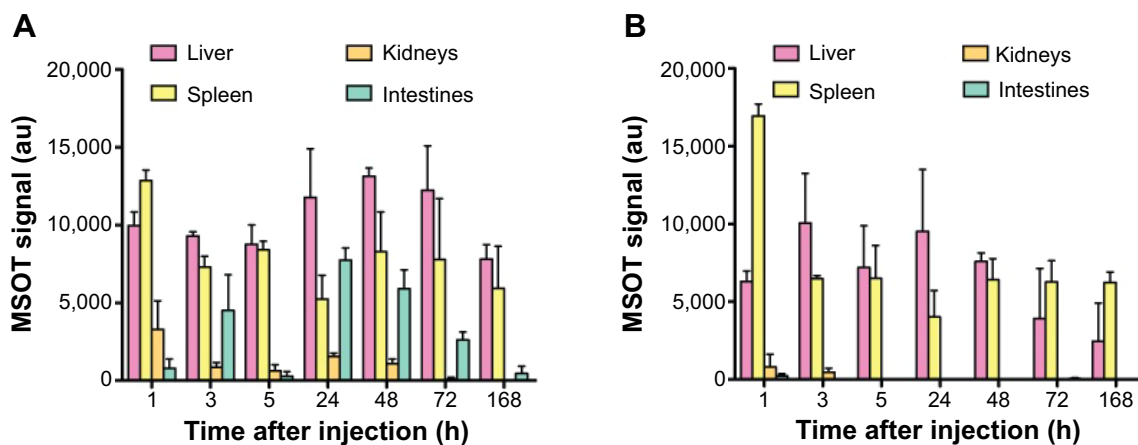 A
Liver
Kidneys
Spleen
Intestines
20,000
15,000
10,000
5,000
0
MSOT signal (au)
1 3 5 24 48 72 168
Time after injection (h)
B
Liver
Kidneys
Spleen
Intestines
20,000
15,000
10,000
5,000
0
MSOT signal (au)
1 3 5 24 48 72 168
Time after injection (h)